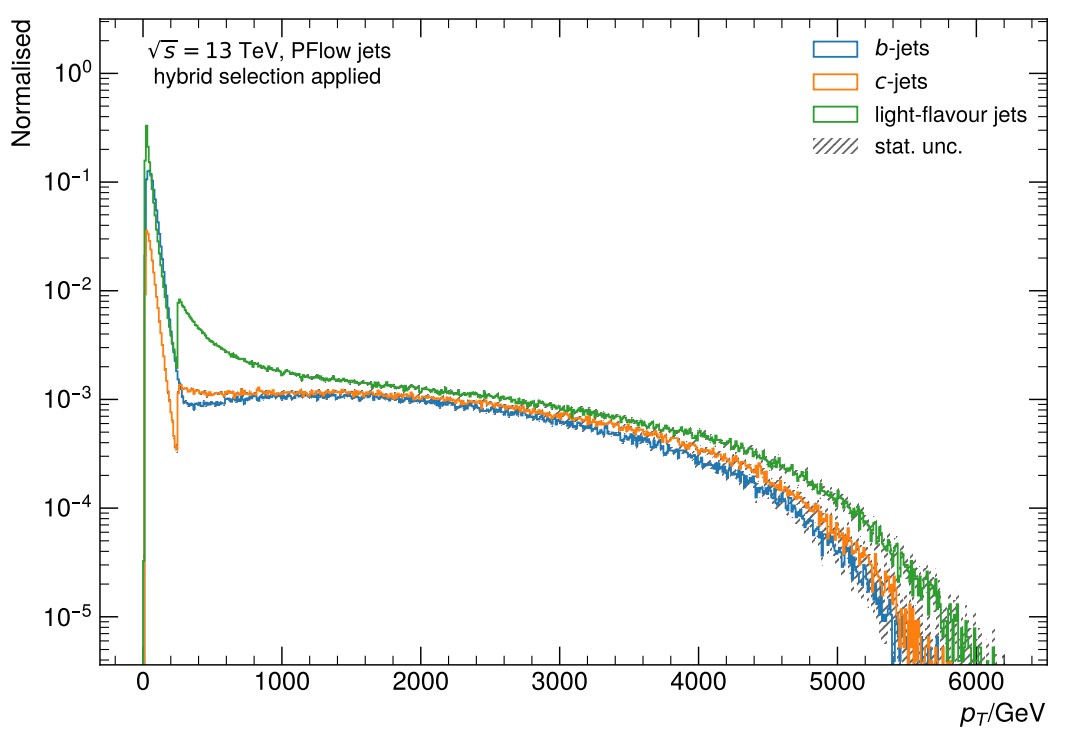 Normalised
√s = 13 TeV, PFlow jets
hybrid selection applied
b-jets
c-jets
light-flavour jets
stat. unc.
10⁰
10⁻¹
10⁻²
10⁻³
10⁻⁴
10⁻⁵
0 1000 2000 3000 4000 5000 6000
p_T/GeV